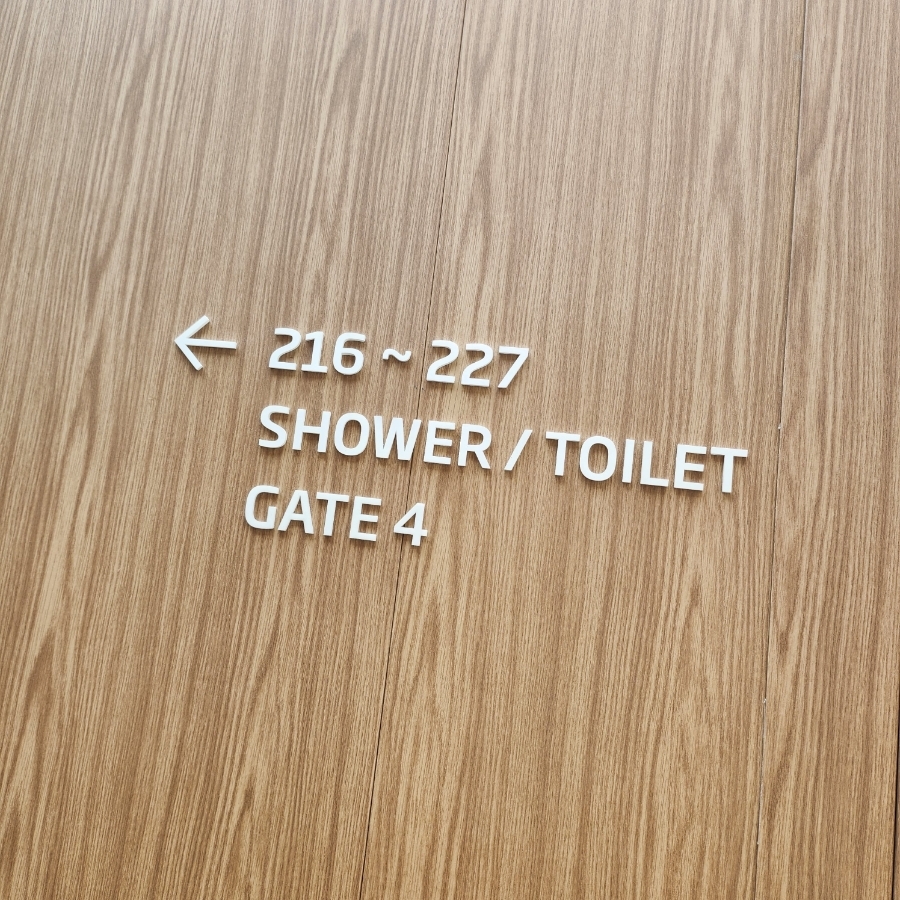 ← 216 ~ 227
SHOWER / TOILET
GATE 4